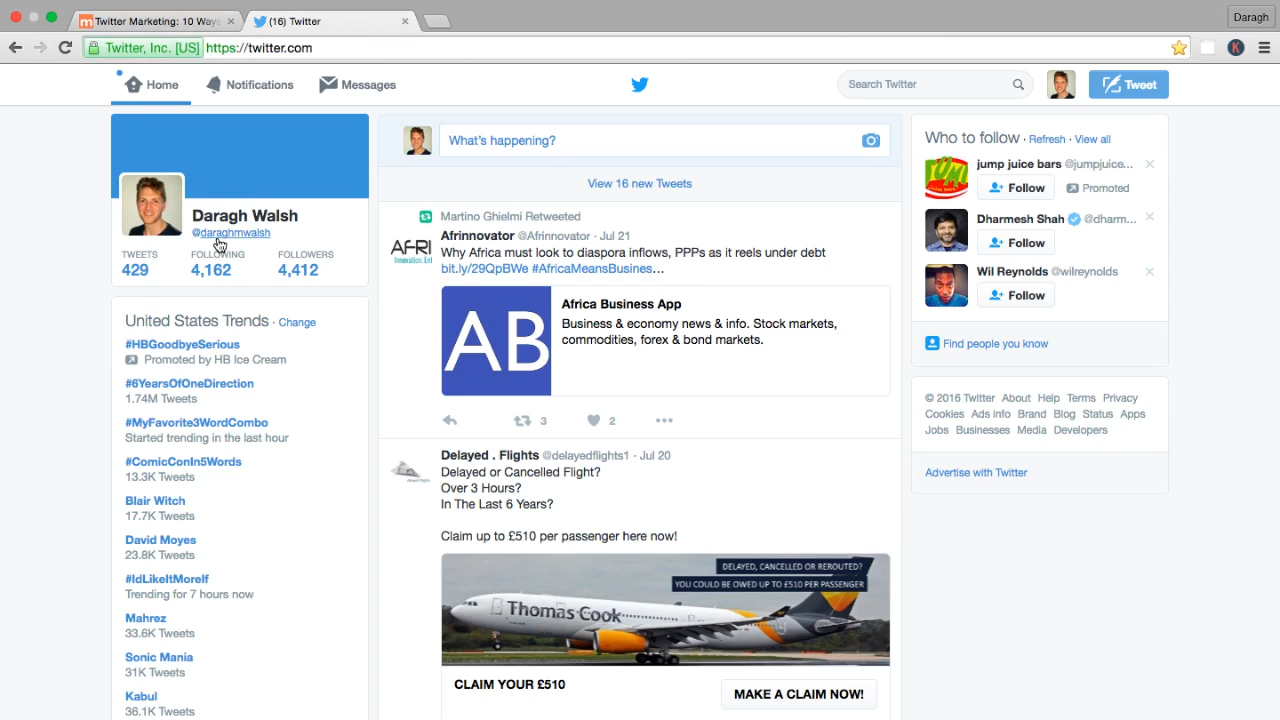 Twitter Marketing: 10 Ways
(16) Twitter
Daragh
Twitter, Inc. [US] https://twitter.com
K
Home
Notifications
Messages
Search Twitter
Tweet
Daragh Walsh
@daraghmwalsh
TWEETS FOLLOWING FOLLOWERS
429 4,162 4,412
United States Trends · Change
#HBGoodbyeSerious
Promoted by HB Ice Cream
#6YearsOfOneDirection
1.74M Tweets
#MyFavorite3WordCombo
Started trending in the last hour
#ComicConIn5Words
13.3K Tweets
Blair Witch
17.7K Tweets
David Moyes
23.8K Tweets
#IdLikeItMoreIf
Trending for 7 hours now
Mahrez
33.6K Tweets
Sonic Mania
31K Tweets
Kabul
36.1K Tweets
What's happening?
View 16 new Tweets
Martino Ghielmi Retweeted
Afrinnovator @Afrinnovator · Jul 21
Why Africa must look to diaspora inflows, PPPs as it reels under debt
bit.ly/29QpBWe #AfricaMeansBusines...
AB
Africa Business App
Business & economy news & info. Stock markets,
commodities, forex & bond markets.
3
2
Delayed . Flights @delayedflights1 · Jul 20
Delayed or Cancelled Flight?
Over 3 Hours?
In The Last 6 Years?
Claim up to £510 per passenger here now!
DELAYED, CANCELLED OR REROUTED?
YOU COULD BE OWED UP TO £510 PER PASSENGER
Thomas Cook
CLAIM YOUR £510
MAKE A CLAIM NOW!
Who to follow · Refresh · View all
jump juice bars @jumpjuice...
Follow
Promoted
Dharmesh Shah @dharm...
Follow
Wil Reynolds @wilreynolds
Follow
Find people you know
© 2016 Twitter About Help Terms Privacy
Cookies Ads info Brand Blog Status Apps
Jobs Businesses Media Developers
Advertise with Twitter